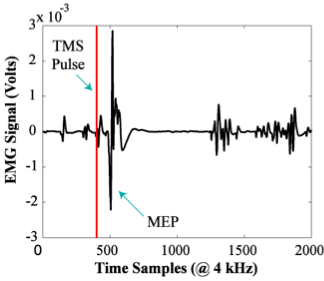 3 x 10-3
TMS
Pulse
2
1
0
-1
-2
-3
EMG Signal (Volts)
MEP
0 500 1000 1500 2000
Time Samples (@ 4 kHz)